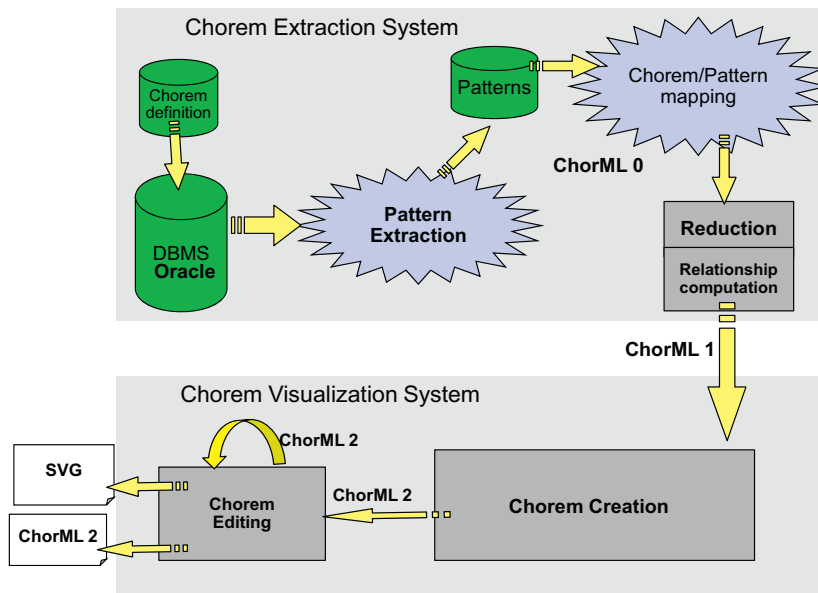 Chorem Extraction System
Chorem
definition
Patterns
Chorem/Pattern
mapping
ChorML 0
Pattern
Extraction
DBMS
Oracle
Reduction
Relationship
computation
ChorML 1
Chorem Visualization System
ChorML 2
SVG
ChorML 2
Chorem
Editing
Chorem Creation
ChorML 2